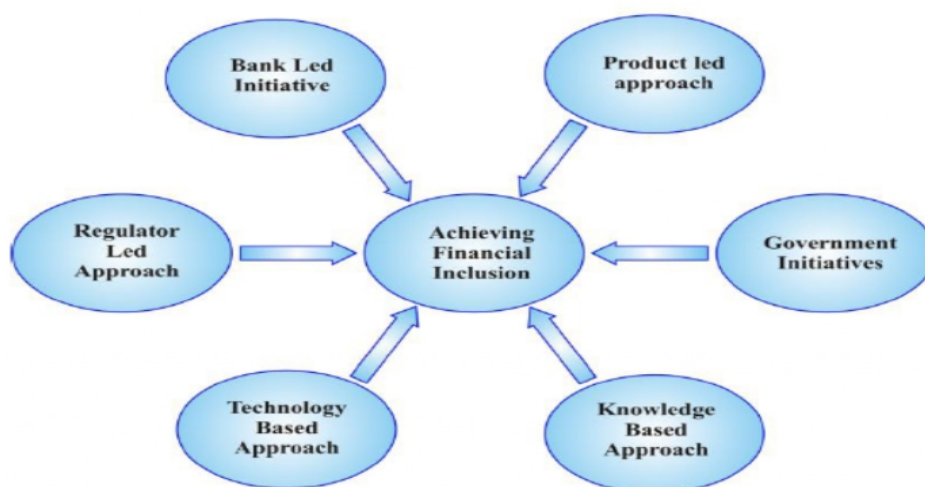 Bank Led
Initiative
Product led
approach
Regulator
Led
Approach
Achieving
Financial
Inclusion
Government
Initiatives
Technology
Based
Approach
Knowledge
Based
Approach